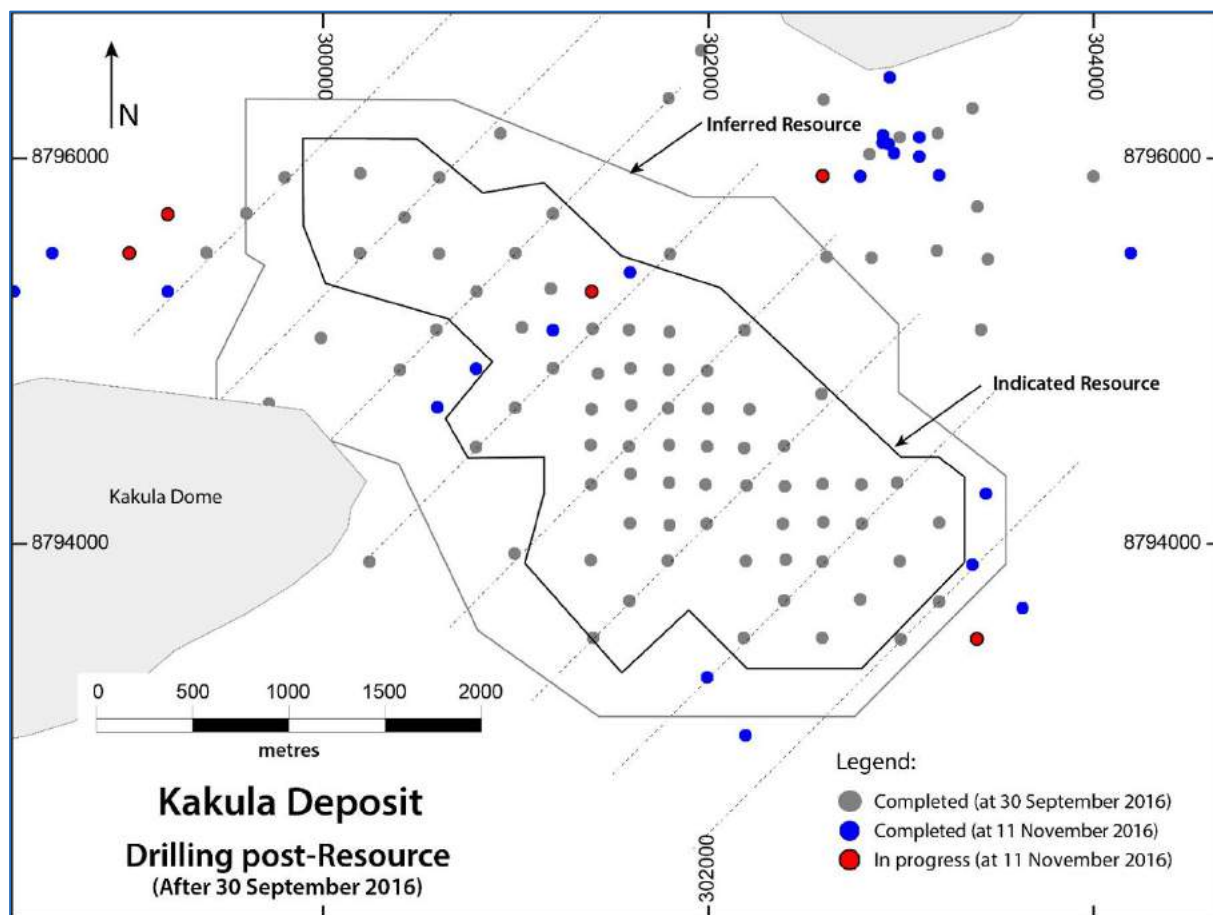 300000
302000
304000
N
Inferred Resource
8796000
8796000
Indicated Resource
Kakula Dome
8794000
8794000
0 500 1000 1500 2000
metres
Kakula Deposit
Drilling post-Resource
(After 30 September 2016)
302000
Legend:
Completed (at 30 September 2016)
Completed (at 11 November 2016)
In progress (at 11 November 2016)